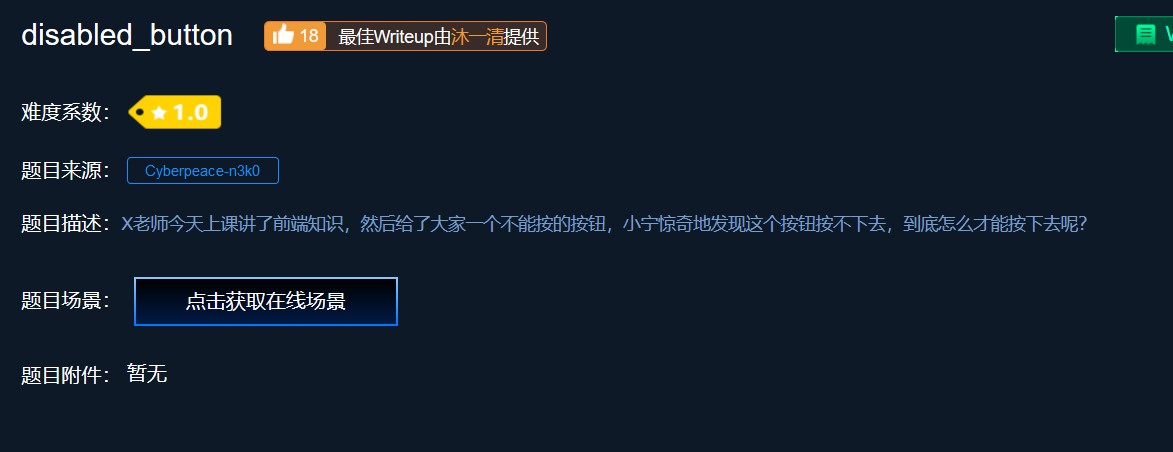 disabled_button 18 最佳Writeup由沐一清提供
难度系数： 1.0
题目来源： Cyberpeace-n3k0
题目描述：X老师今天上课讲了前端知识，然后给了大家一个不能按的按钮，小宁惊奇地发现这个按钮按不下去，到底怎么才能按下去呢？
题目场景： 点击获取在线场景
题目附件： 暂无